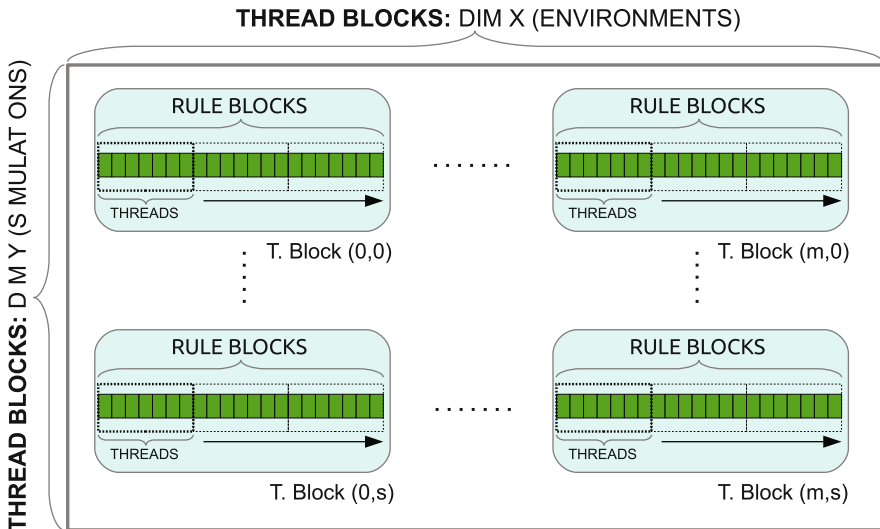 THREAD BLOCKS: DIM X (ENVIRONMENTS)
THREAD BLOCKS: D M Y (S MULAT ONS)
RULE BLOCKS
THREADS
T. Block (0,0)
.......
RULE BLOCKS
THREADS
T. Block (m,0)
RULE BLOCKS
THREADS
T. Block (0,s)
.......
RULE BLOCKS
THREADS
T. Block (m,s)